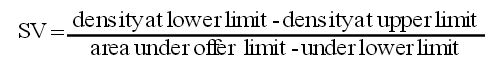 SV = density at lower limit - density at upper limit
area under offer limit - under lower limit